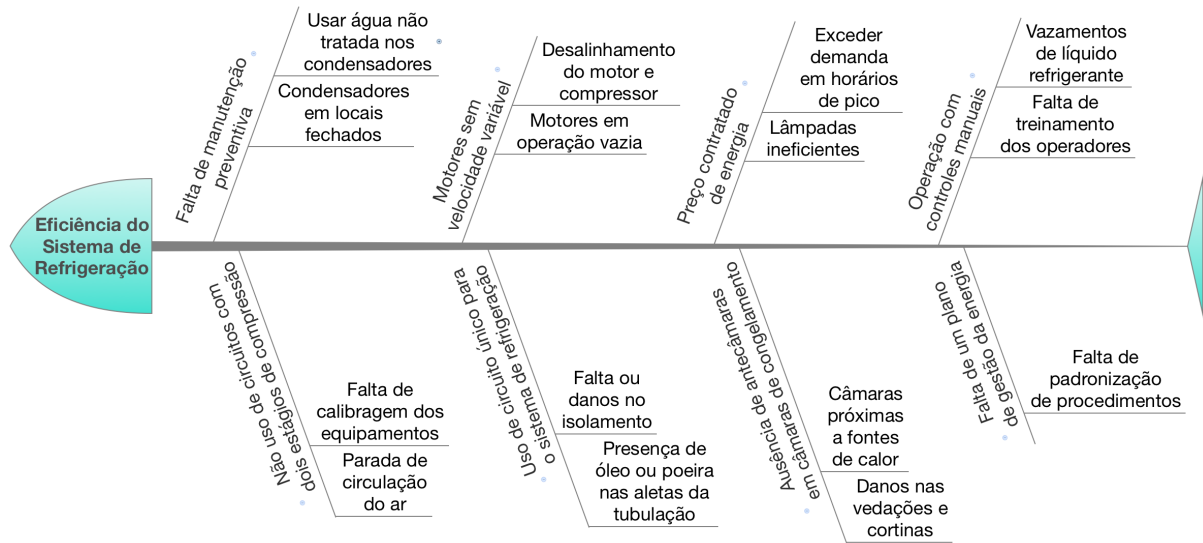 Eficiência do
Sistema de
Refrigeração
Falta de manutenção
preventiva
Usar água não
tratada nos
condensadores
Condensadores
em locais
fechados
Motores sem
velocidade variável
Desalinhamento
do motor e
compressor
Motores em
operação vazia
Preço contratado
de energia
Exceder
demanda
em horários
de pico
Lâmpadas
ineficientes
Operação com
controles manuais
Vazamentos
de líquido
refrigerante
Falta de
treinamento
dos operadores
Não uso de circuitos com
dois estágios de compressão
Falta de
calibragem dos
equipamentos
Parada de
circulação
do ar
Uso de circuito único para
o sistema de refrigeração
Falta ou
danos no
isolamento
Presença de
óleo ou poeira
nas aletas da
tubulação
Ausência de antecâmaras
em câmaras de congelamento
Câmaras
próximas
a fontes
de calor
Danos nas
vedações e
cortinas
Falta de um plano
de gestão da energia
Falta de
padronização
de procedimentos